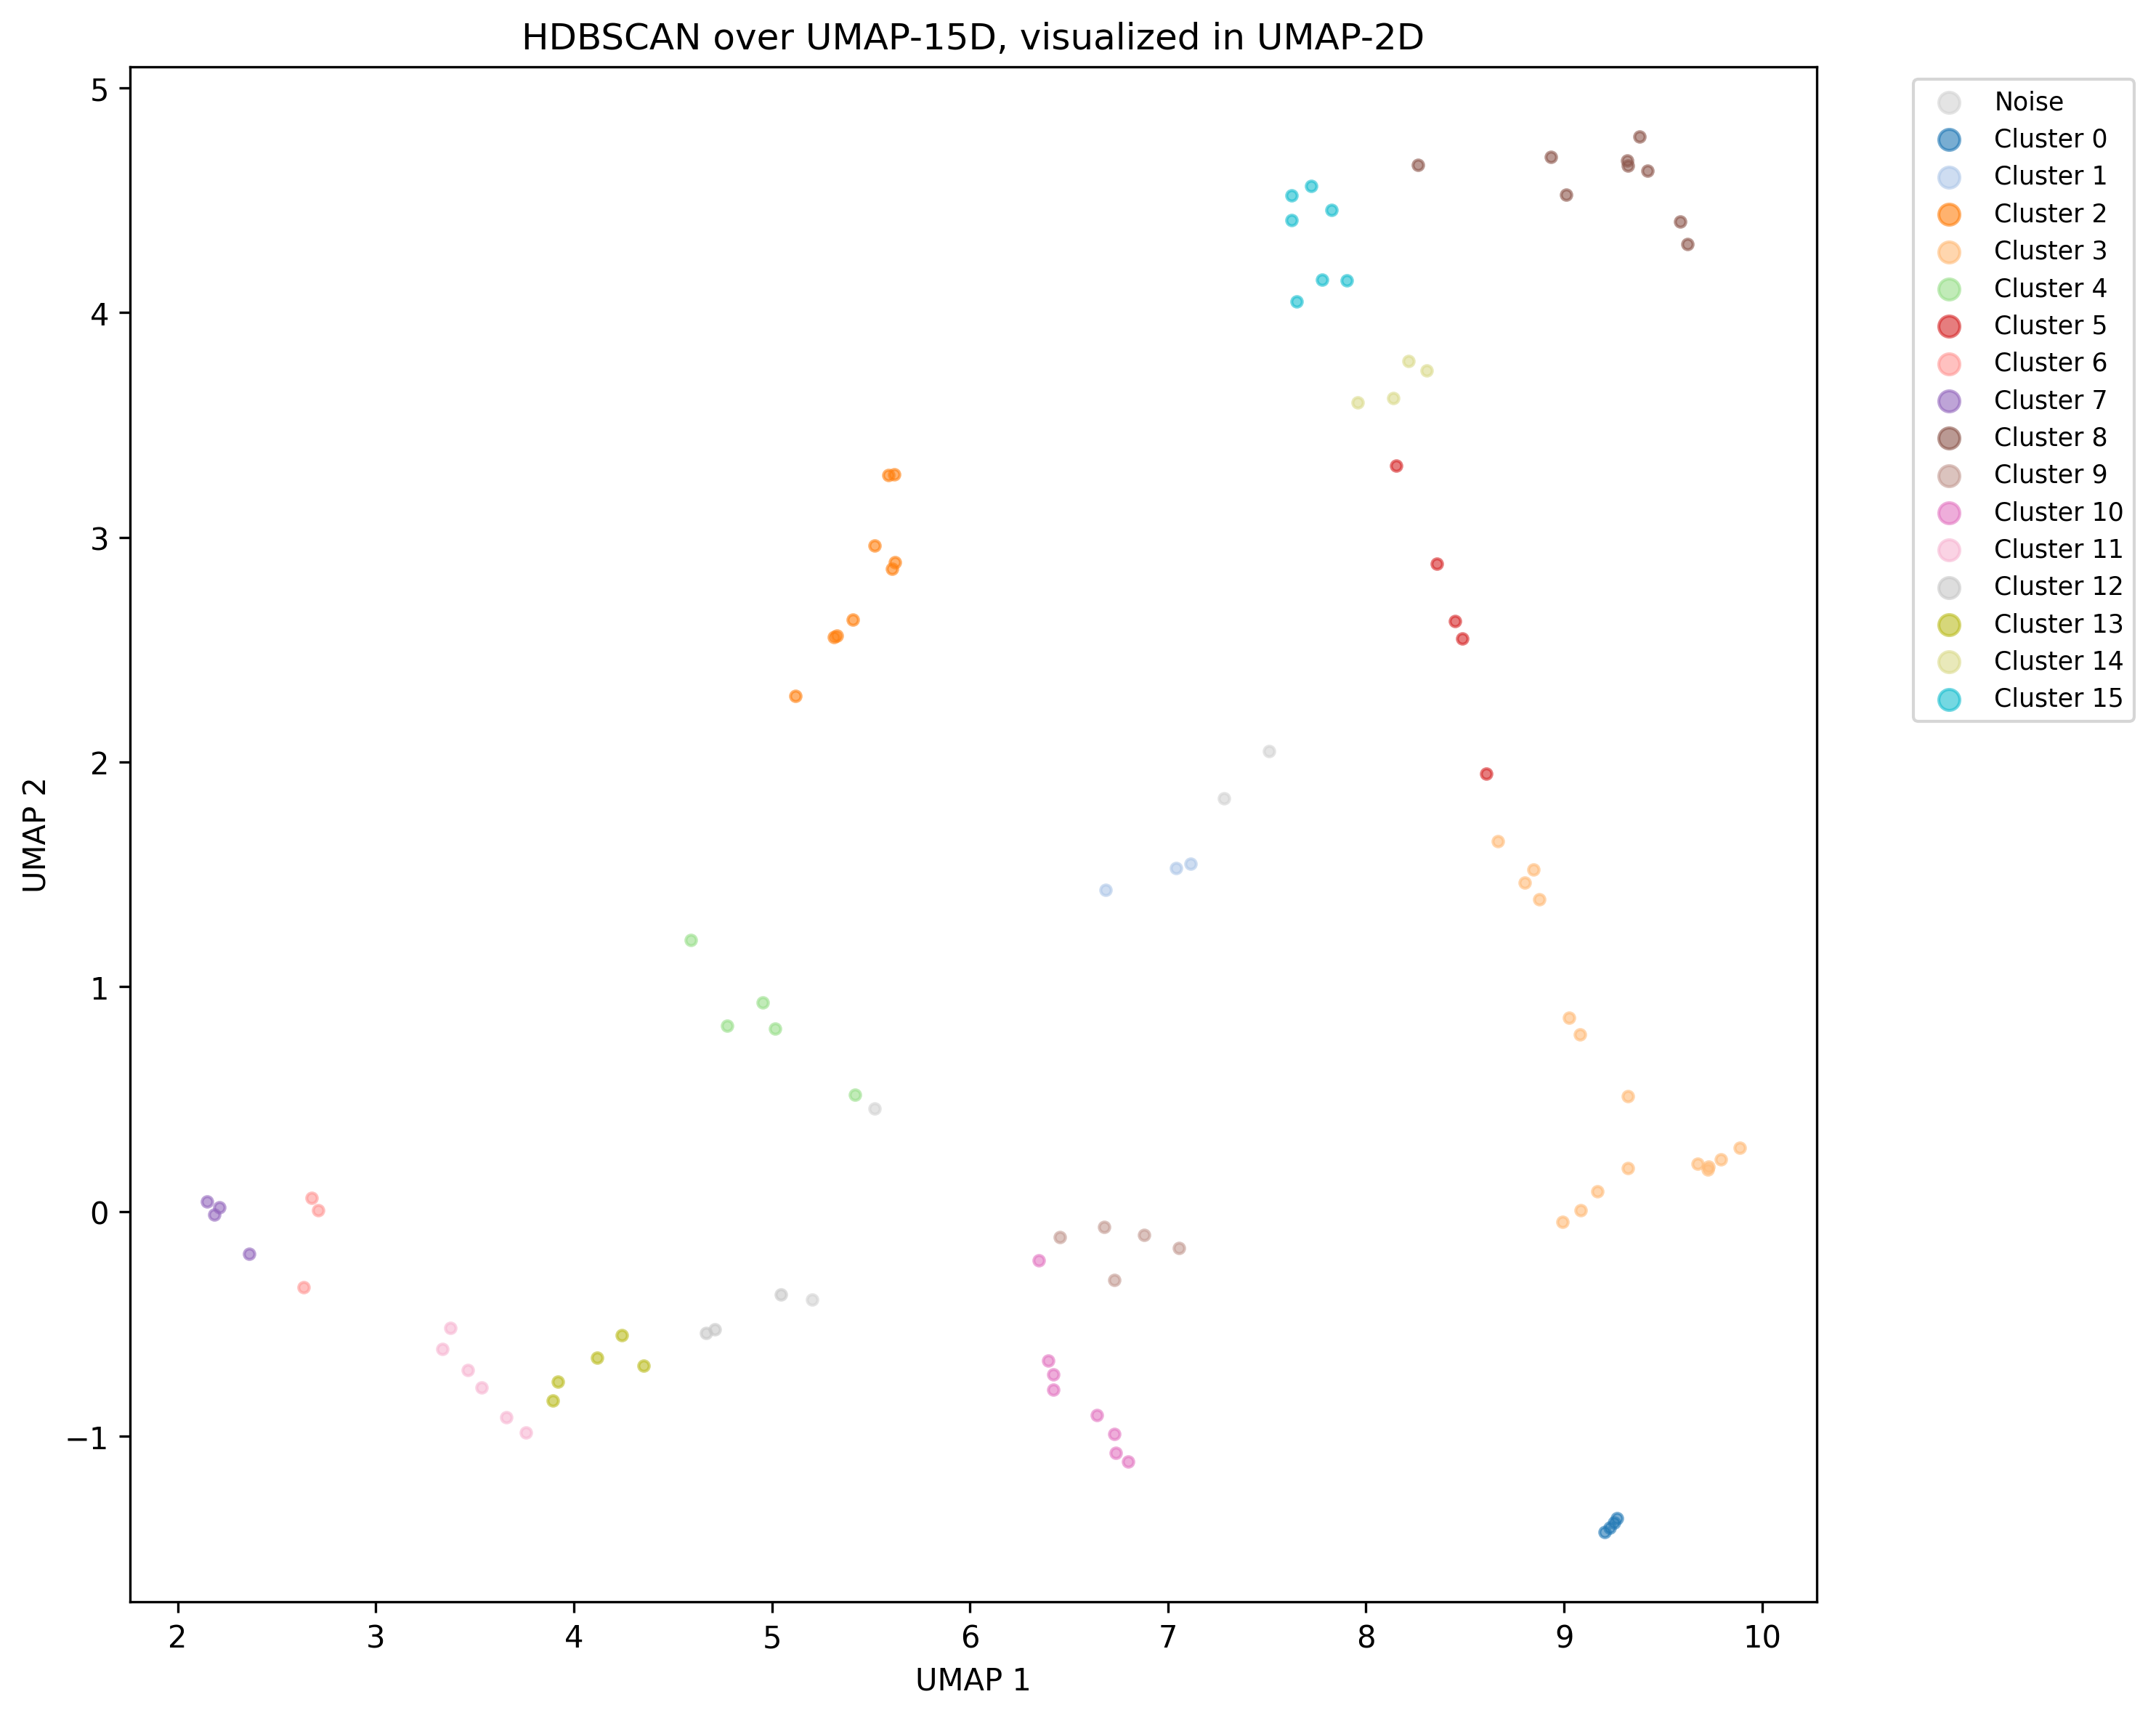 HDBSCAN over UMAP-15D, visualized in UMAP-2D
5
4
3
2
1
0
−1
UMAP 2
2 3 4 5 6 7 8 9 10
UMAP 1
Noise
Cluster 0
Cluster 1
Cluster 2
Cluster 3
Cluster 4
Cluster 5
Cluster 6
Cluster 7
Cluster 8
Cluster 9
Cluster 10
Cluster 11
Cluster 12
Cluster 13
Cluster 14
Cluster 15